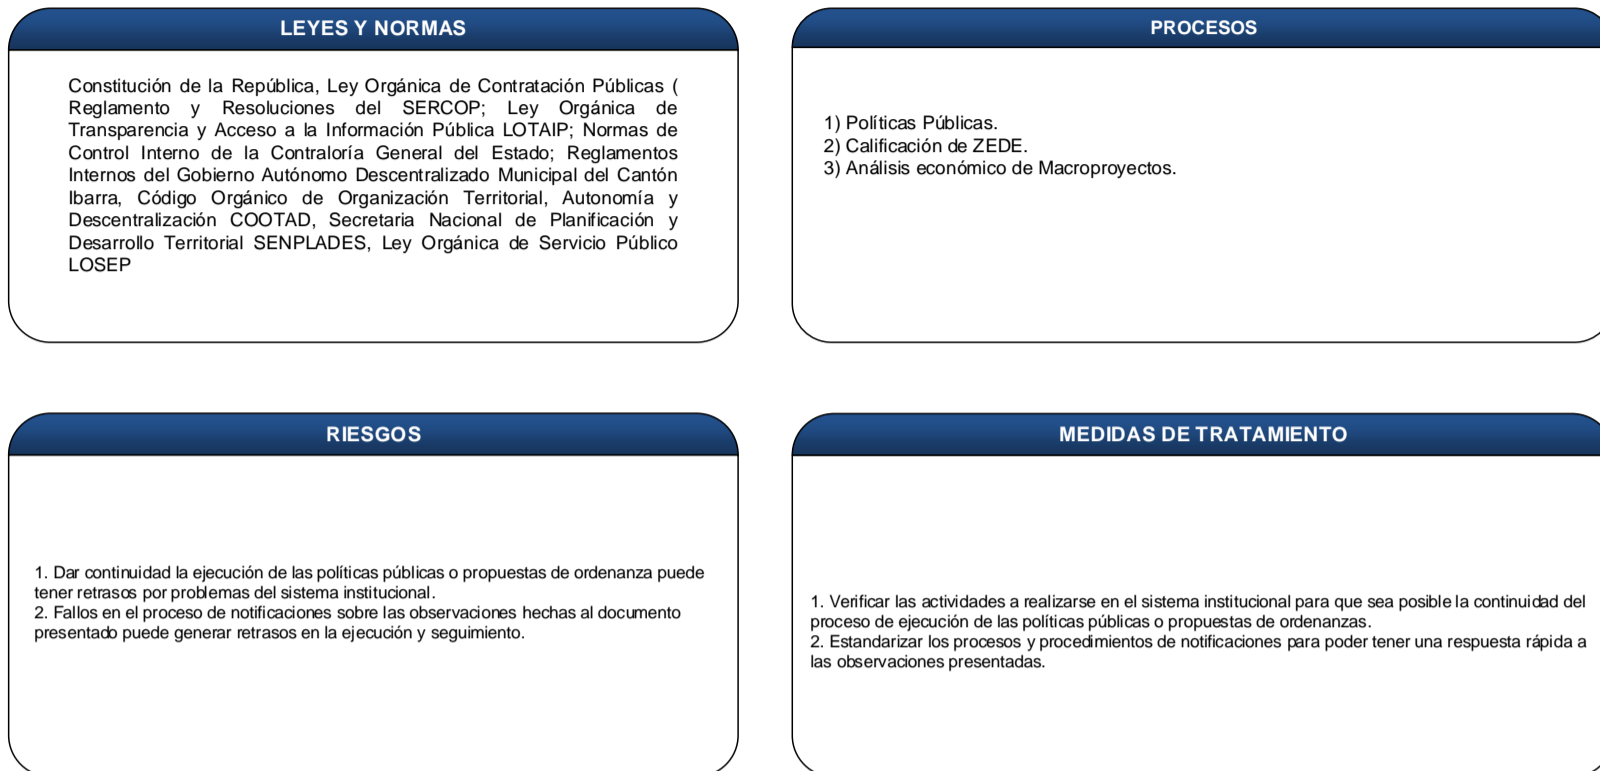 LEYES Y NORMAS
Constitución de la República, Ley Orgánica de Contratación Públicas (
Reglamento y Resoluciones del SERCOP; Ley Orgánica de
Transparencia y Acceso a la Información Pública LOTAIP; Normas de
Control Interno de la Contraloría General del Estado; Reglamentos
Internos del Gobierno Autónomo Descentralizado Municipal del Cantón
Ibarra, Código Orgánico de Organización Territorial, Autonomía y
Descentralización COOTAD, Secretaria Nacional de Planificación y
Desarrollo Territorial SENPLADES, Ley Orgánica de Servicio Público
LOSEP
PROCESOS
1) Políticas Públicas.
2) Calificación de ZEDE.
3) Análisis económico de Macroproyectos.
RIESGOS
1. Dar continuidad la ejecución de las políticas públicas o propuestas de ordenanza puede
tener retrasos por problemas del sistema institucional.
2. Fallos en el proceso de notificaciones sobre las observaciones hechas al documento
presentado puede generar retrasos en la ejecución y seguimiento.
MEDIDAS DE TRATAMIENTO
1. Verificar las actividades a realizarse en el sistema institucional para que sea posible la continuidad del
proceso de ejecución de las políticas públicas o propuestas de ordenanzas.
2. Estandarizar los procesos y procedimientos de notificaciones para poder tener una respuesta rápida a
las observaciones presentadas.